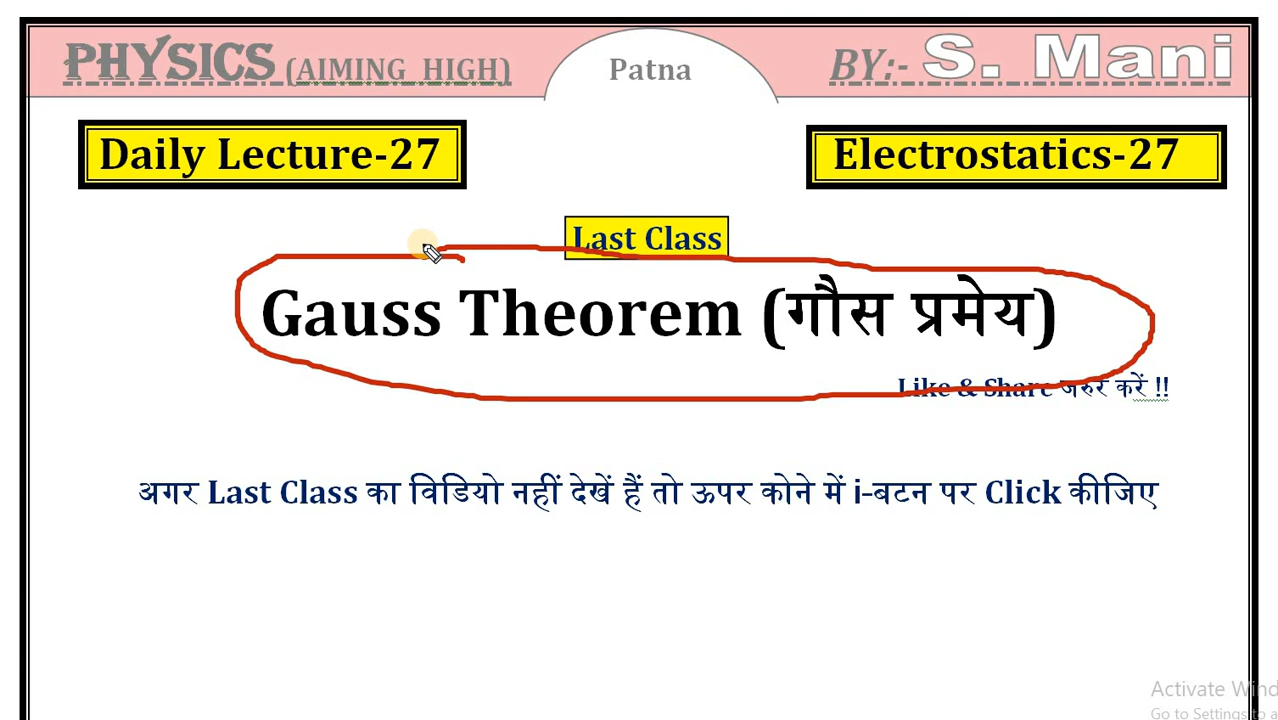 PHYSICS (AIMING HIGH) Patna BY:- S. Mani
Daily Lecture-27 Electrostatics-27
Last Class
Gauss Theorem (गौस प्रमेय)
Like & Share जरुर करें !!
अगर Last Class का विडियो नहीं देखें हैं तो ऊपर कोने में i-बटन पर Click कीजिए
Activate Wind
Go to Settings to a